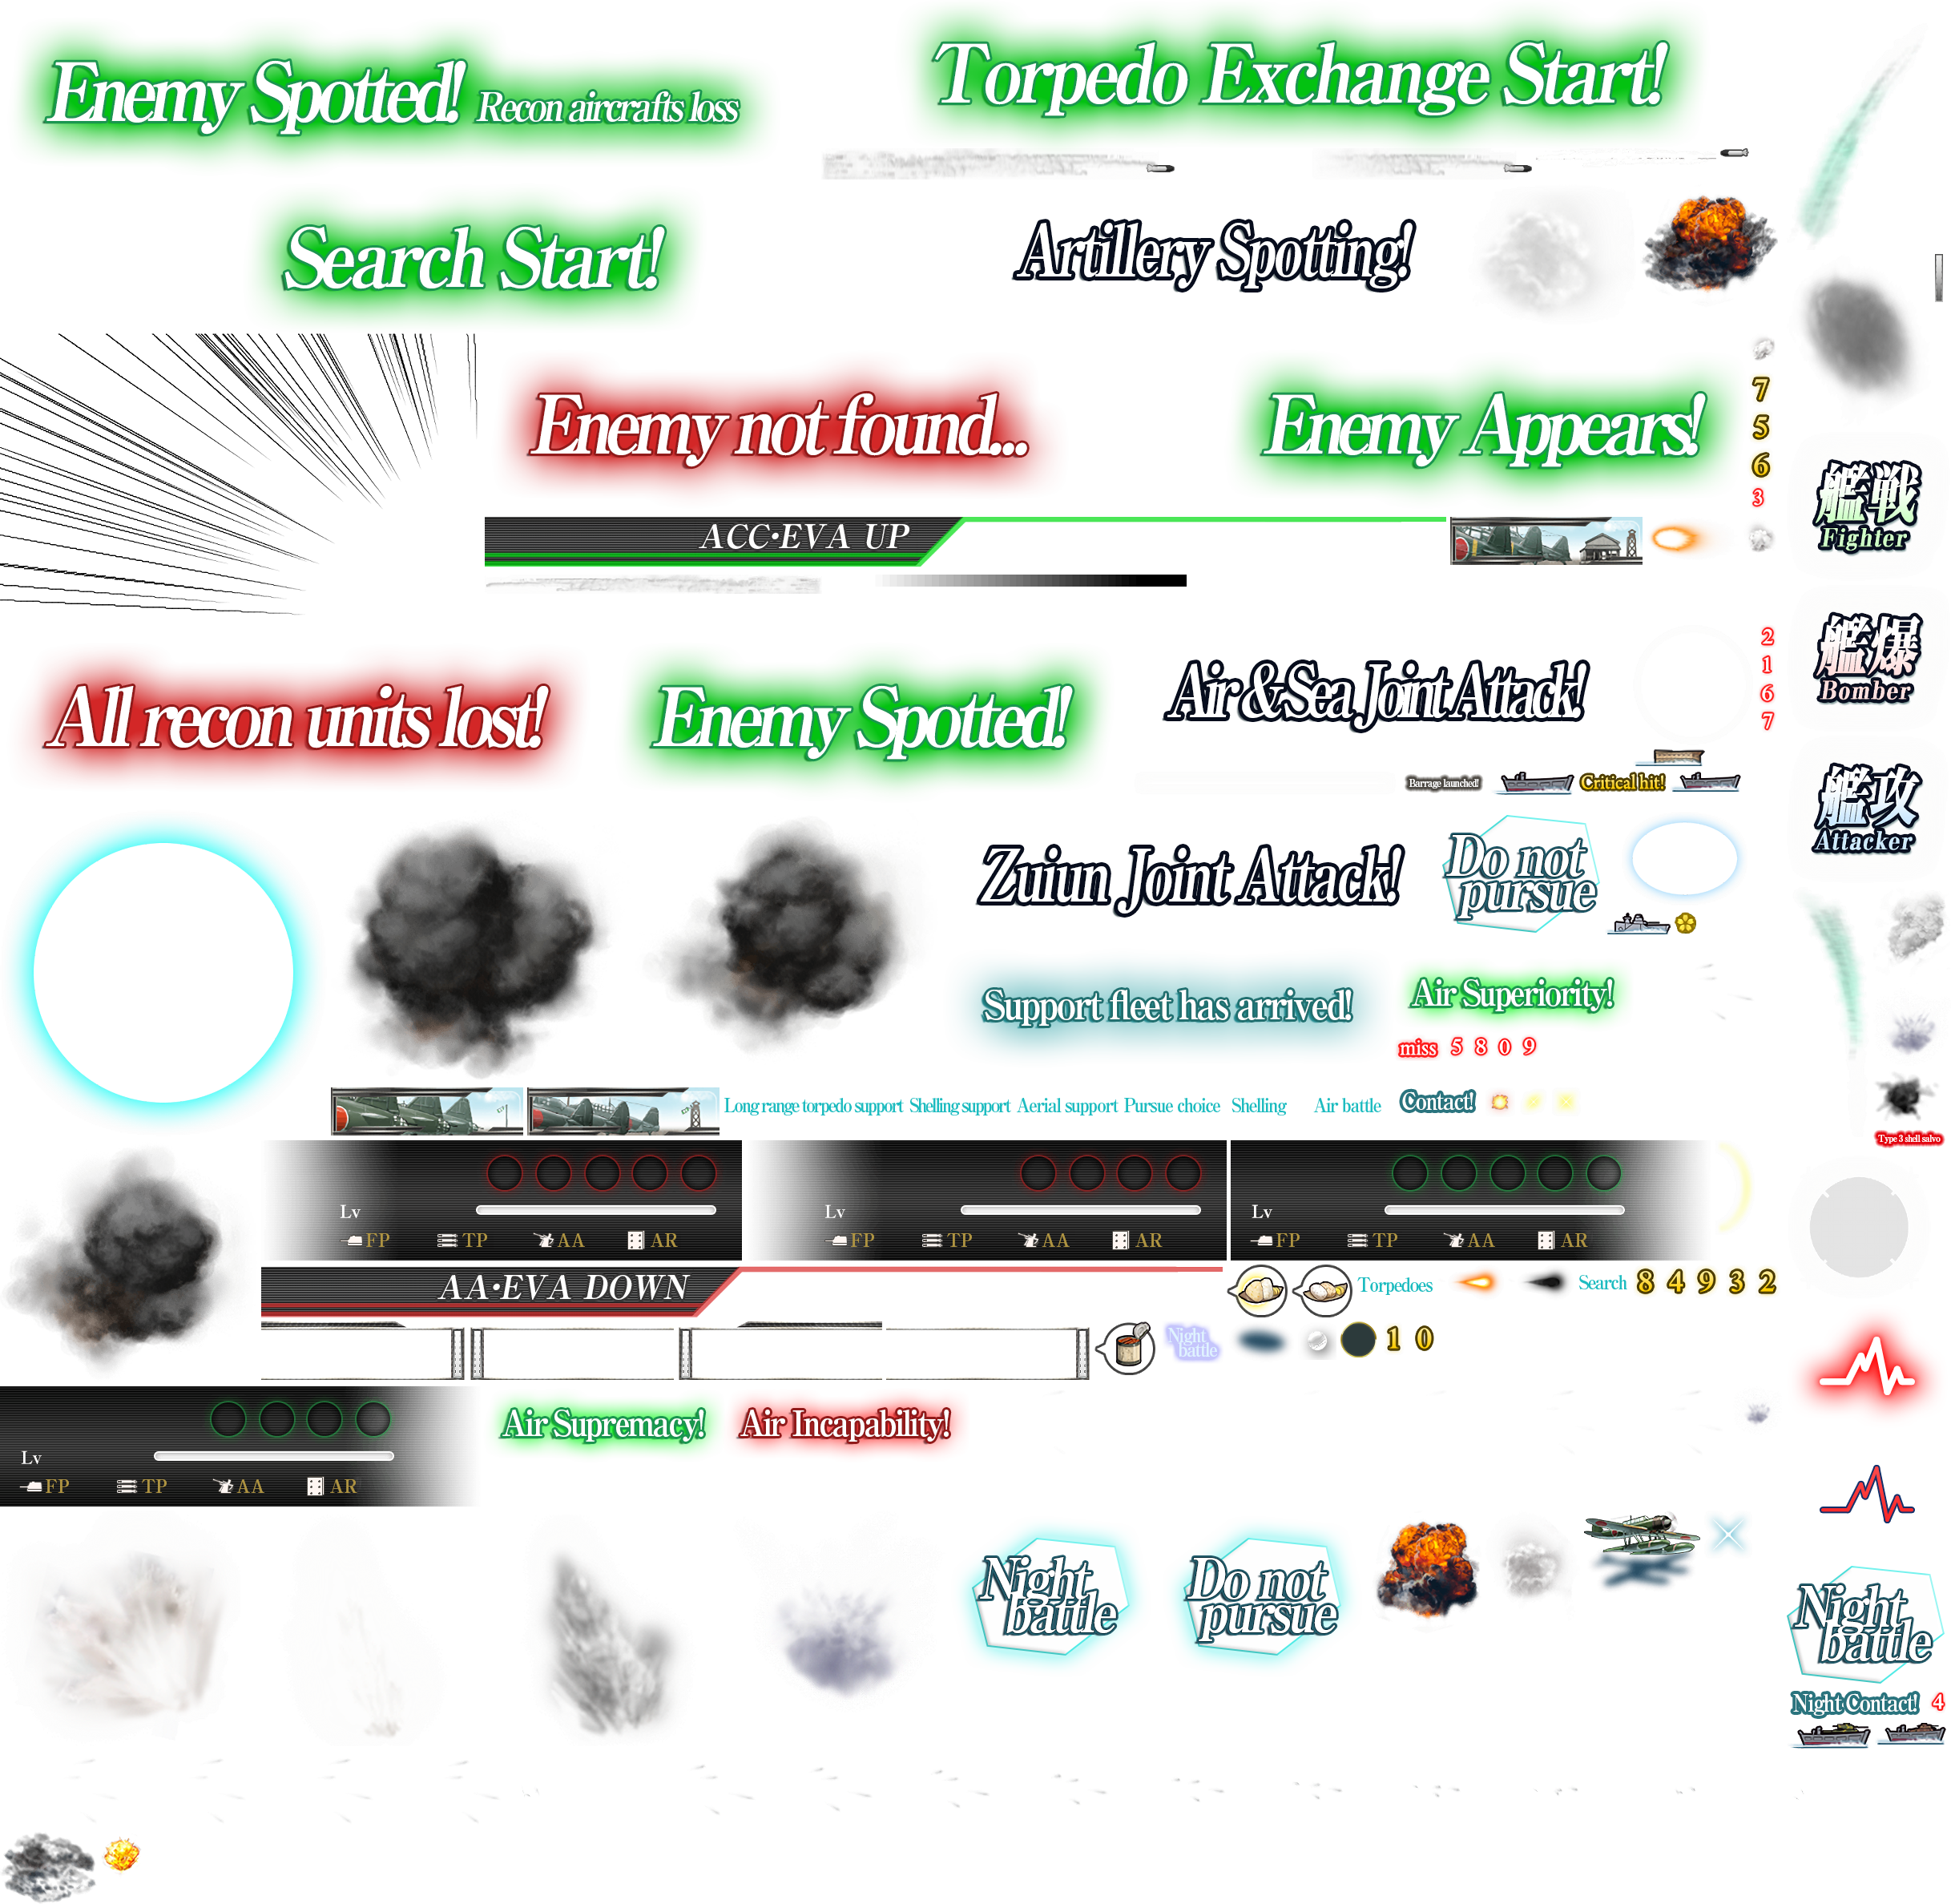 Enemy Spotted! Recon aircrafts loss
Torpedo Exchange Start!
Search Start!
Artillery Spotting!
Enemy not found...
Enemy Appears!
7
5
6
3
ACC•EVA UP
艦戦
Fighter
艦爆
Bomber
2
1
6
7
All recon units lost!
Enemy Spotted!
Air & Sea Joint Attack!
Barrage launched!
Critical hit!
艦攻
Attacker
Zuiun Joint Attack!
Do not
pursue
Support fleet has arrived!
Air Superiority!
miss 5 8 0 9
Long range torpedo support Shelling support Aerial support Pursue choice Shelling Air battle
Contact!
Type 3 shell salvo
Lv
FP TP AA AR
Lv
FP TP AA AR
Lv
FP TP AA AR
AA•EVA DOWN
Torpedoes
Search
8 4 9 3 2
Night
battle
1 0
Lv
FP TP AA AR
Air Supremacy!
Air Incapability!
Night
battle
Do not
pursue
Night
battle
Night Contact!
4